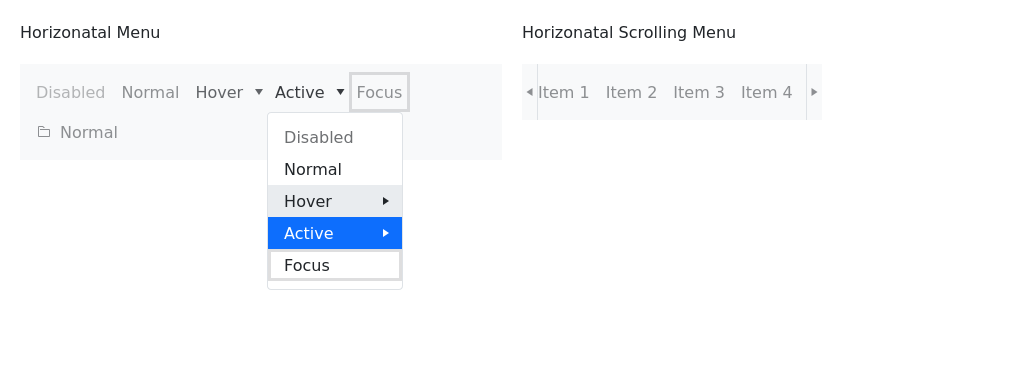 Horizonatal Menu
Disabled Normal Hover Active Focus
Normal
Disabled
Normal
Hover
Active
Focus
Horizonatal Scrolling Menu
Item 1 Item 2 Item 3 Item 4